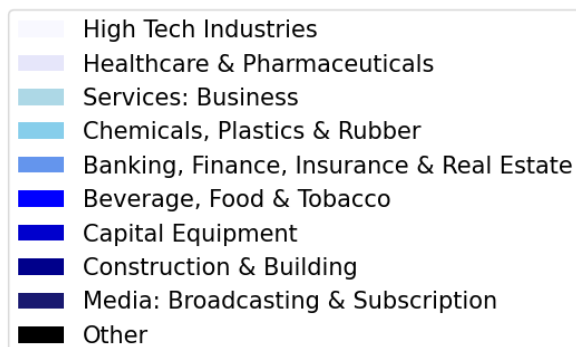 High Tech Industries
Healthcare & Pharmaceuticals
Services: Business
Chemicals, Plastics & Rubber
Banking, Finance, Insurance & Real Estate
Beverage, Food & Tobacco
Capital Equipment
Construction & Building
Media: Broadcasting & Subscription
Other